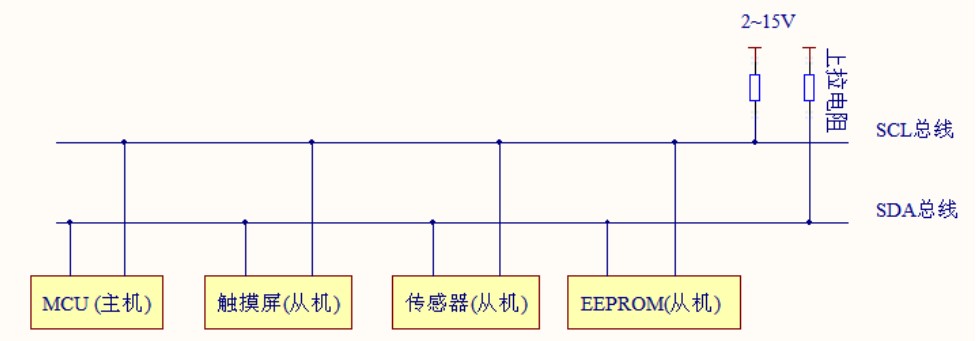 2~15V
上拉电阻
SCL总线
SDA总线
MCU (主机)
触摸屏(从机)
传感器(从机)
EEPROM(从机)